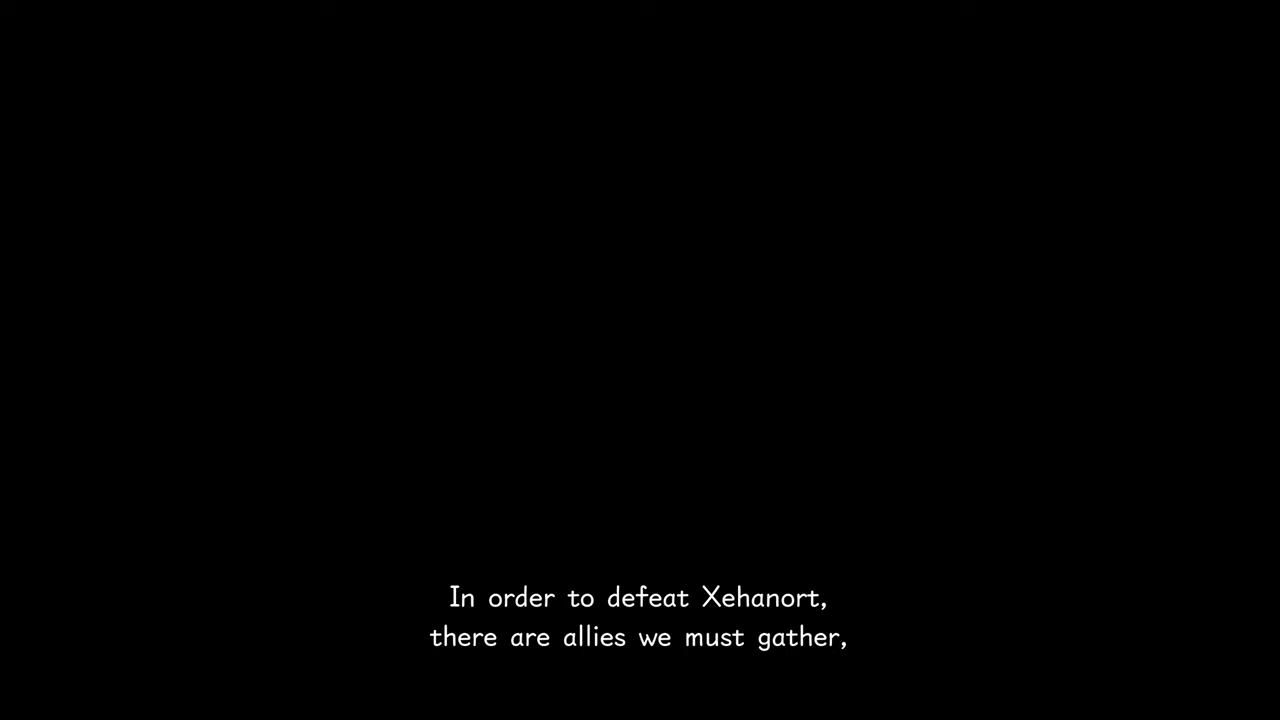 In order to defeat Xehanort,
there are allies we must gather,